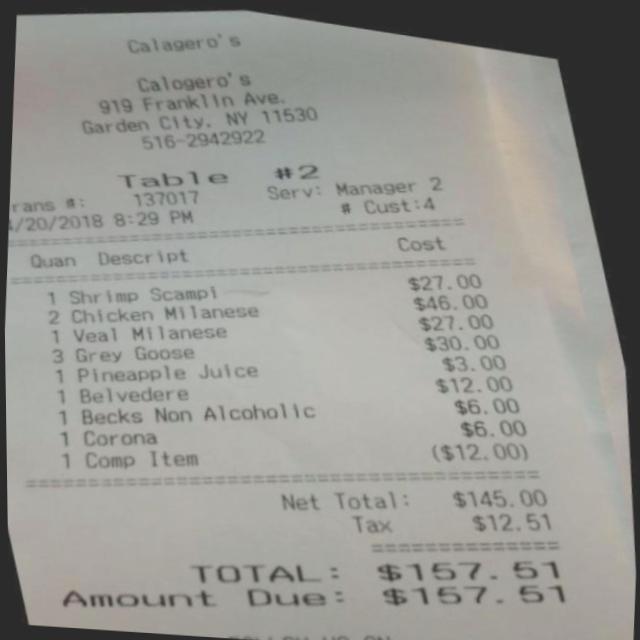 Calagero's
Calogero's
919 Franklin Ave.
Garden City, NY 11530
516-2942922
Table #2
rans #: 137017 Serv: Manager 2
/20/2018 8:29 PM # Cust:4
Quan Descript Cost
1 Shrimp Scampi $27.00
2 Chicken Milanese $46.00
1 Veal Milanese $27.00
3 Grey Goose $30.00
1 Pineapple Juice $3.00
1 Belvedere $12.00
1 Becks Non Alcoholic $6.00
1 Corona $6.00
1 Comp Item ($12.00)
Net Total: $145.00
Tax $12.51
TOTAL: $157.51
Amount Due: $157.51